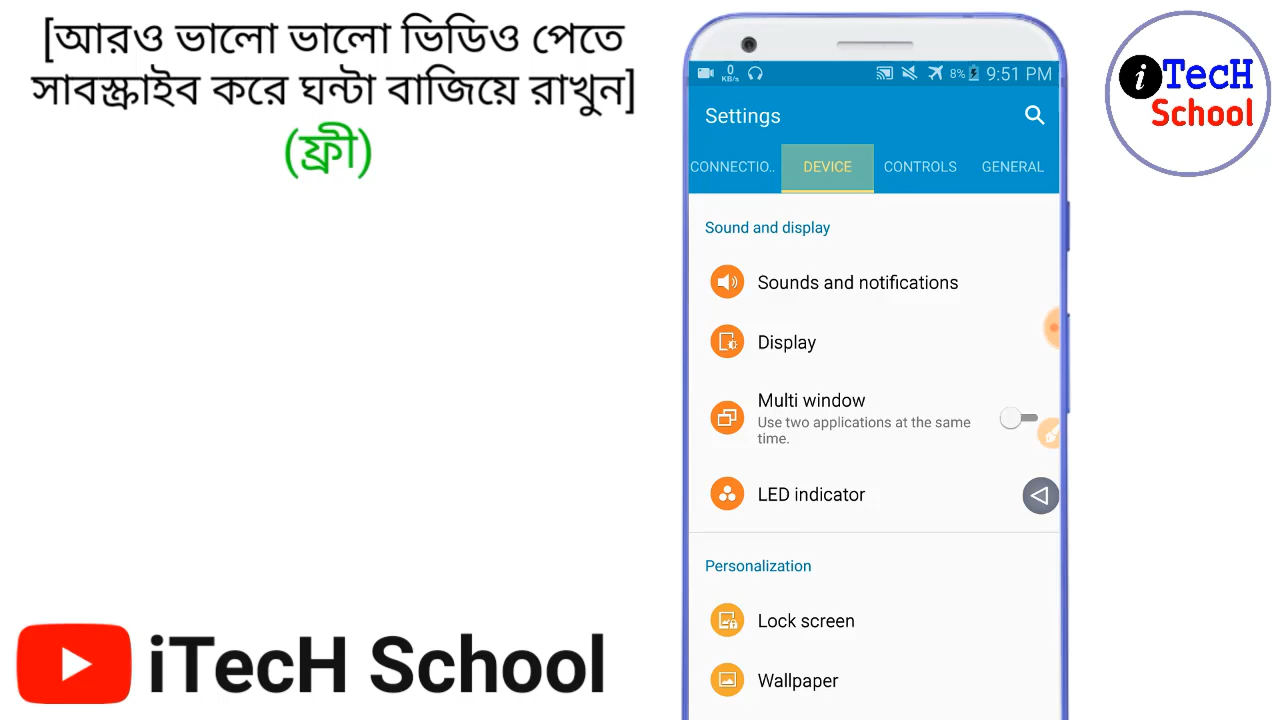 [আরও ভালো ভালো ভিডিও পেতে
সাবস্ক্রাইব করে ঘন্টা বাজিয়ে রাখুন]
(ফ্রী)
0
KB/s
8%
9:51 PM
Settings
CONNECTIO..
DEVICE
CONTROLS
GENERAL
Sound and display
Sounds and notifications
Display
Multi window
Use two applications at the same
time.
LED indicator
Personalization
Lock screen
Wallpaper
i TecH
School
iTecH School